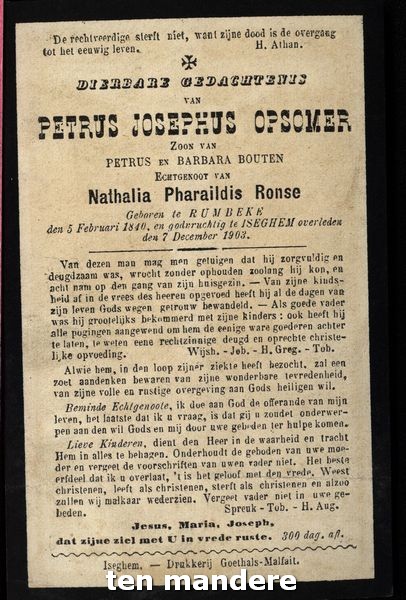 De rechtveerdige sterft niet, want zijne dood is de overgang
tot het eeuwig leven. H. Athan.
DIERBARE GEDACHTENIS
VAN
PETRUS JOSEPHUS OPSOMER
ZOON VAN
PETRUS EN BARBARA BOUTEN
ECHTGENOOT VAN
Nathalia Pharaildis Ronse
Geboren te RUMBEKE
den 5 Februari 1840, en godvruchtig te ISEGHEM overleden
den 7 December 1903.
Van dezen man mag men getuigen dat hij zorgvuldig en
deugdzaam was, wrocht zonder ophouden zoolang hij kon, en
acht nam op den gang van zijn huisgezin. — Van zijne kinds-
heid af in de vrees des heeren opgevoed heeft hij al de dagen van
zijn leven Gods wegen getrouw bewandeld. — Als goede vader
was hij grootelijks bekommerd met zijne kinders : ook heeft hij
alle pogingen aangewend om hem de eenige ware goederen achter
te laten, te weten eene rechtzinnige deugd en oprechte christe-
lijke opvoeding. Wijsh. - Job. - H. Greg. - Tob.
Alwie hem, in den loop zijner ziekte heeft bezocht, zal een
zoet aandenken bewaren van zijne wonderbare tevredenheid,
van zijne volle en rustige overgeving aan Gods heiligen wil.
Beminde Echtgenoote, ik doe aan God de offerande van mijn
leven, het laatste dat ik u vraag, is dat gij u zondet onderwer-
pen aan den wil Gods en mij door uwe gebeden ter hulpe komen.
Lieve Kinderen, dient den Heer in de waarheid en tracht
Hem in alles te behagen. Onderhoudt de geboden van uwe moe-
der en vergeet de voorschriften van uwen vader niet. Het beste
erfdeel dat ik u overlaat, 't is het geloof met den vrede. Weest
christenen, leeft als christenen, sterft als christenen en alzoo
zullen wij malkaar wederzien. Vergeet vader niet in uwe ge-
beden. Spreuk - Tob. - H. Aug.
Jesus, Maria, Joseph,
dat zijne ziel met U in vrede ruste. 300 dag. afl.
Iseghem. — Drukkerij Goethals-Malfait.
ten mandere